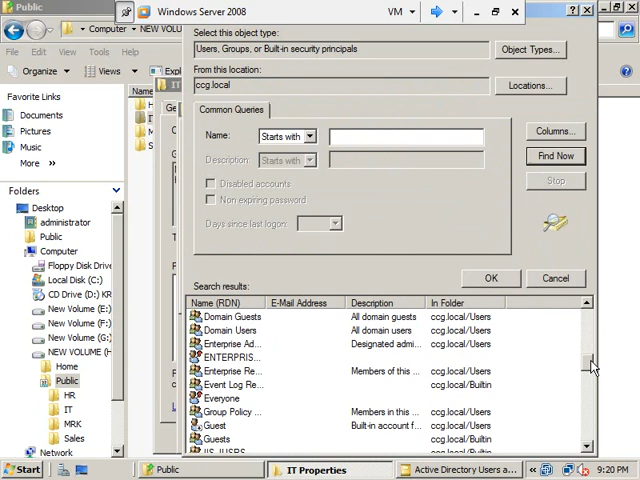 Public
Windows Server 2008
VM
Computer
NEW VOLU
File
Edit
Organize
Views
Favorite Links
Documents
Pictures
Music
More
Folders
Desktop
administrator
Public
Computer
Floppy Disk Drive
Local Disk (C:)
CD Drive (D:) KR
New Volume (E:)
New Volume (F:)
New Volume (G:)
NEW VOLUME (H
Home
Public
HR
IT
MRK
Sales
Network
Name
IT
Ge
Select this object type:
Users, Groups, or Built-in security principals
Object Types...
From this location:
ccg.local
Locations...
Common Queries
Name:
Starts with
Description:
Starts with
Disabled accounts
Non expiring password
Days since last logon:
Columns...
Find Now
Stop
OK
Cancel
Search results:
Name (RDN) E-Mail Address Description In Folder
Domain Guests All domain guests ccg.local/Users
Domain Users All domain users ccg.local/Users
Enterprise Ad... Designated admi... ccg.local/Users
ENTERPRIS...
Enterprise Re... Members of this ... ccg.local/Users
Event Log Re... ccg.local/Builtin
Everyone
Group Policy ... Members in this ... ccg.local/Users
Guest Built-in account f... ccg.local/Users
Guests ccg.local/Builtin
IIS_IUSRS
Start
Public
IT Properties
Active Directory Users a...
9:20 PM